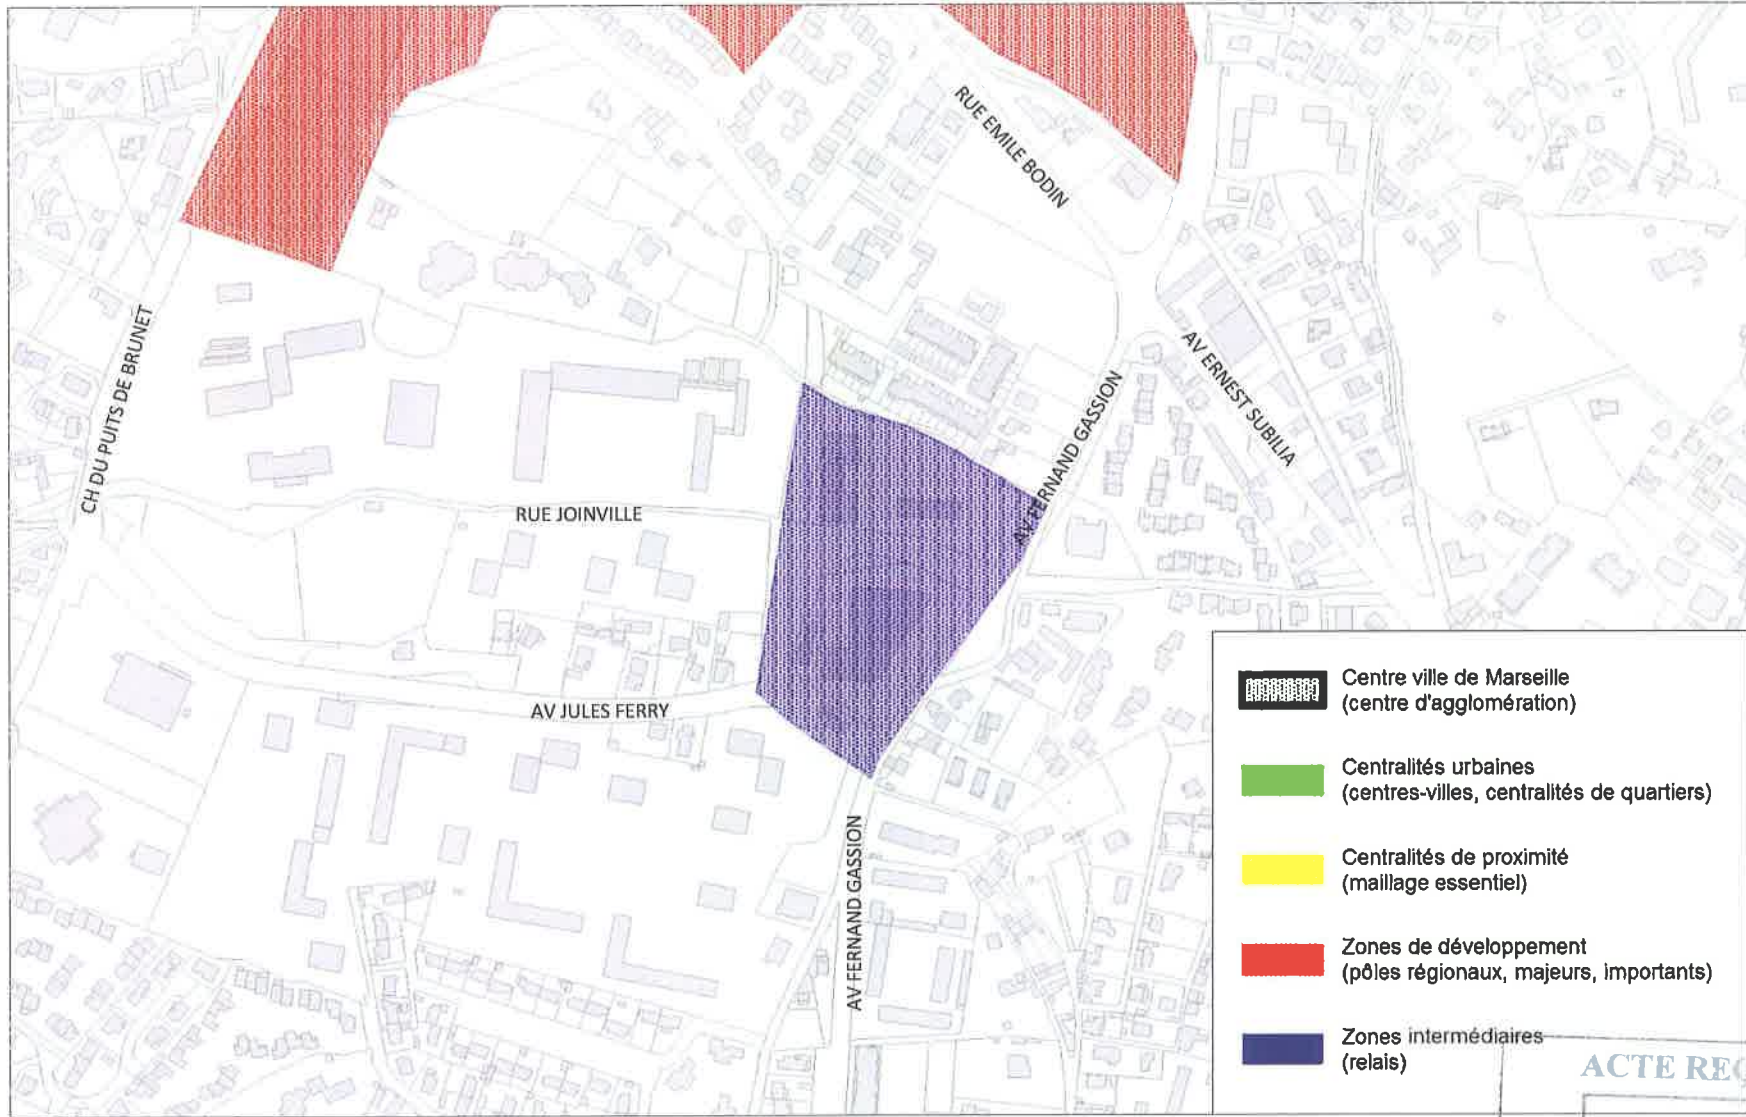 RUE EMILE BODIN
CH DU PUITS DE BRUNET
AV ERNEST SUBILIA
AV FERNAND GASSION
RUE JOINVILLE
AV JULES FERRY
AV FERNAND GASSION
Centre ville de Marseille
(centre d'agglomération)
Centralités urbaines
(centres-villes, centralités de quartiers)
Centralités de proximité
(maillage essentiel)
Zones de développement
(pôles régionaux, majeurs, importants)
Zones intermédiaires
(relais)
ACTE RE